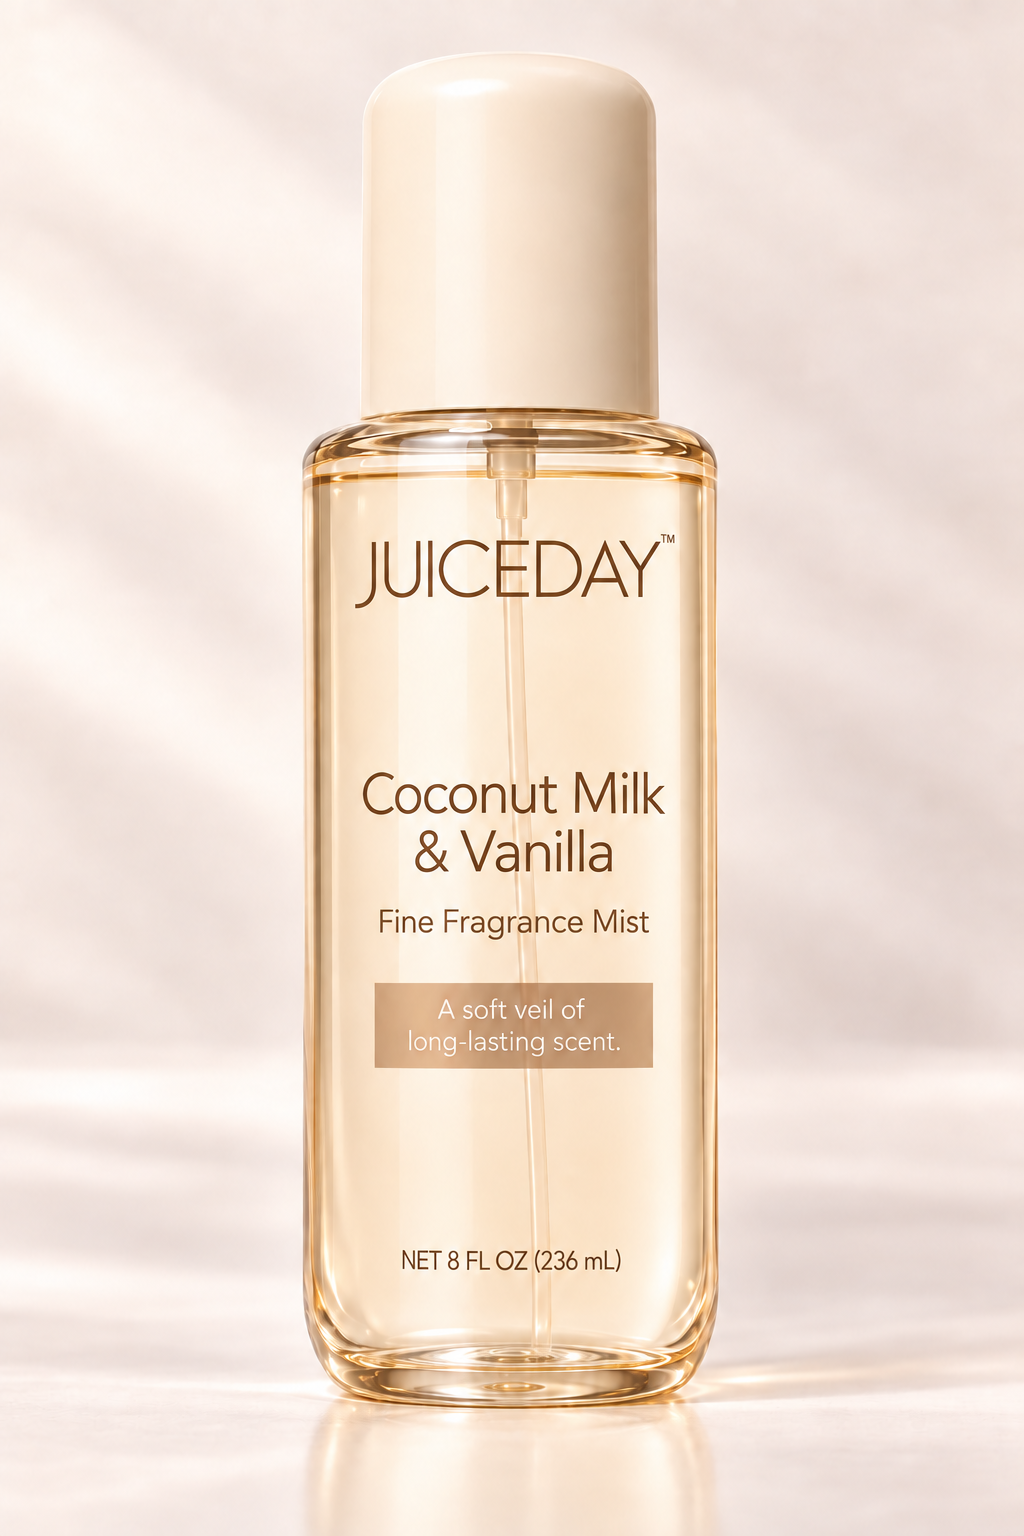 JUICEDAY™
Coconut Milk
& Vanilla
Fine Fragrance Mist
A soft veil of
long-lasting scent.
NET 8 FL OZ (236 mL)